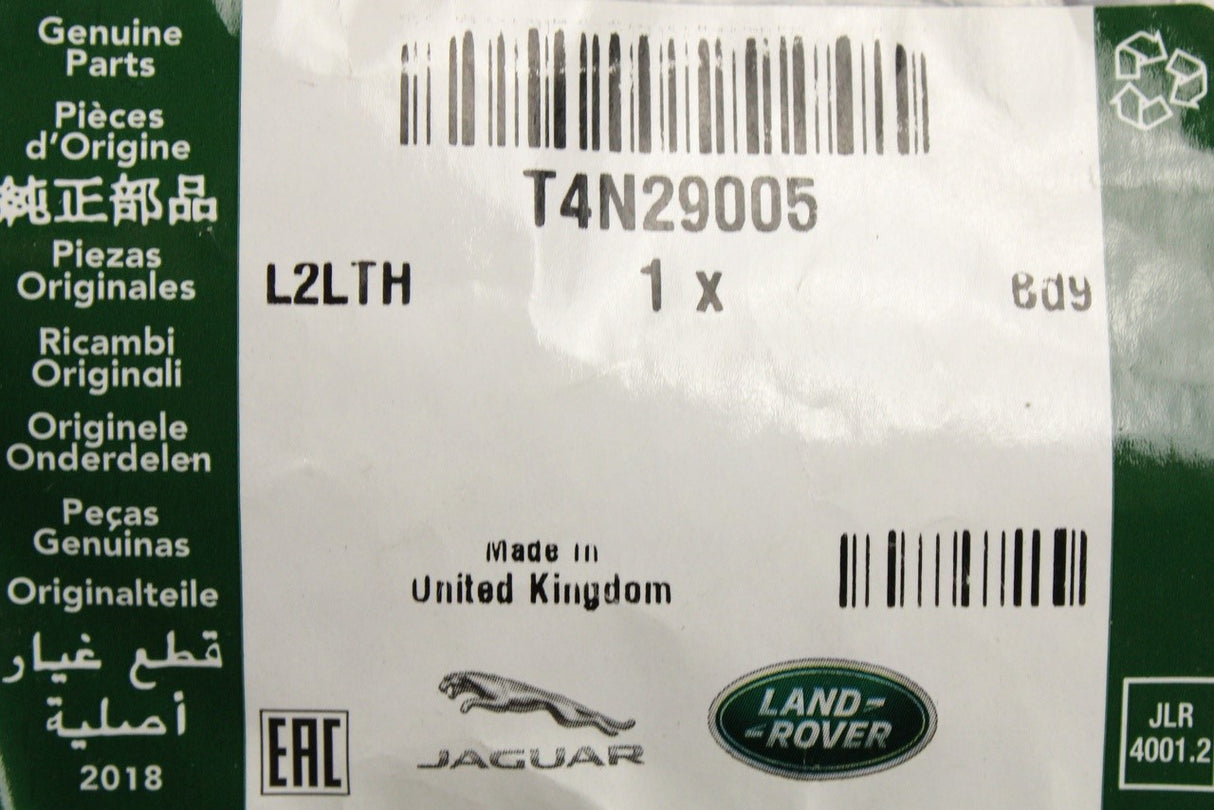 Genuine
Parts
Pièces
d'Origine
純正部品
Piezas
Originales
Ricambi
Originali
Originele
Onderdelen
Peças
Genuinas
Originalteile
قطع غيار
أصلية
2018
T4N29005
L2LTH 1 x Bdy
Made in
United Kingdom
EAC
JAGUAR
LAND-
-ROVER
JLR
4001.2